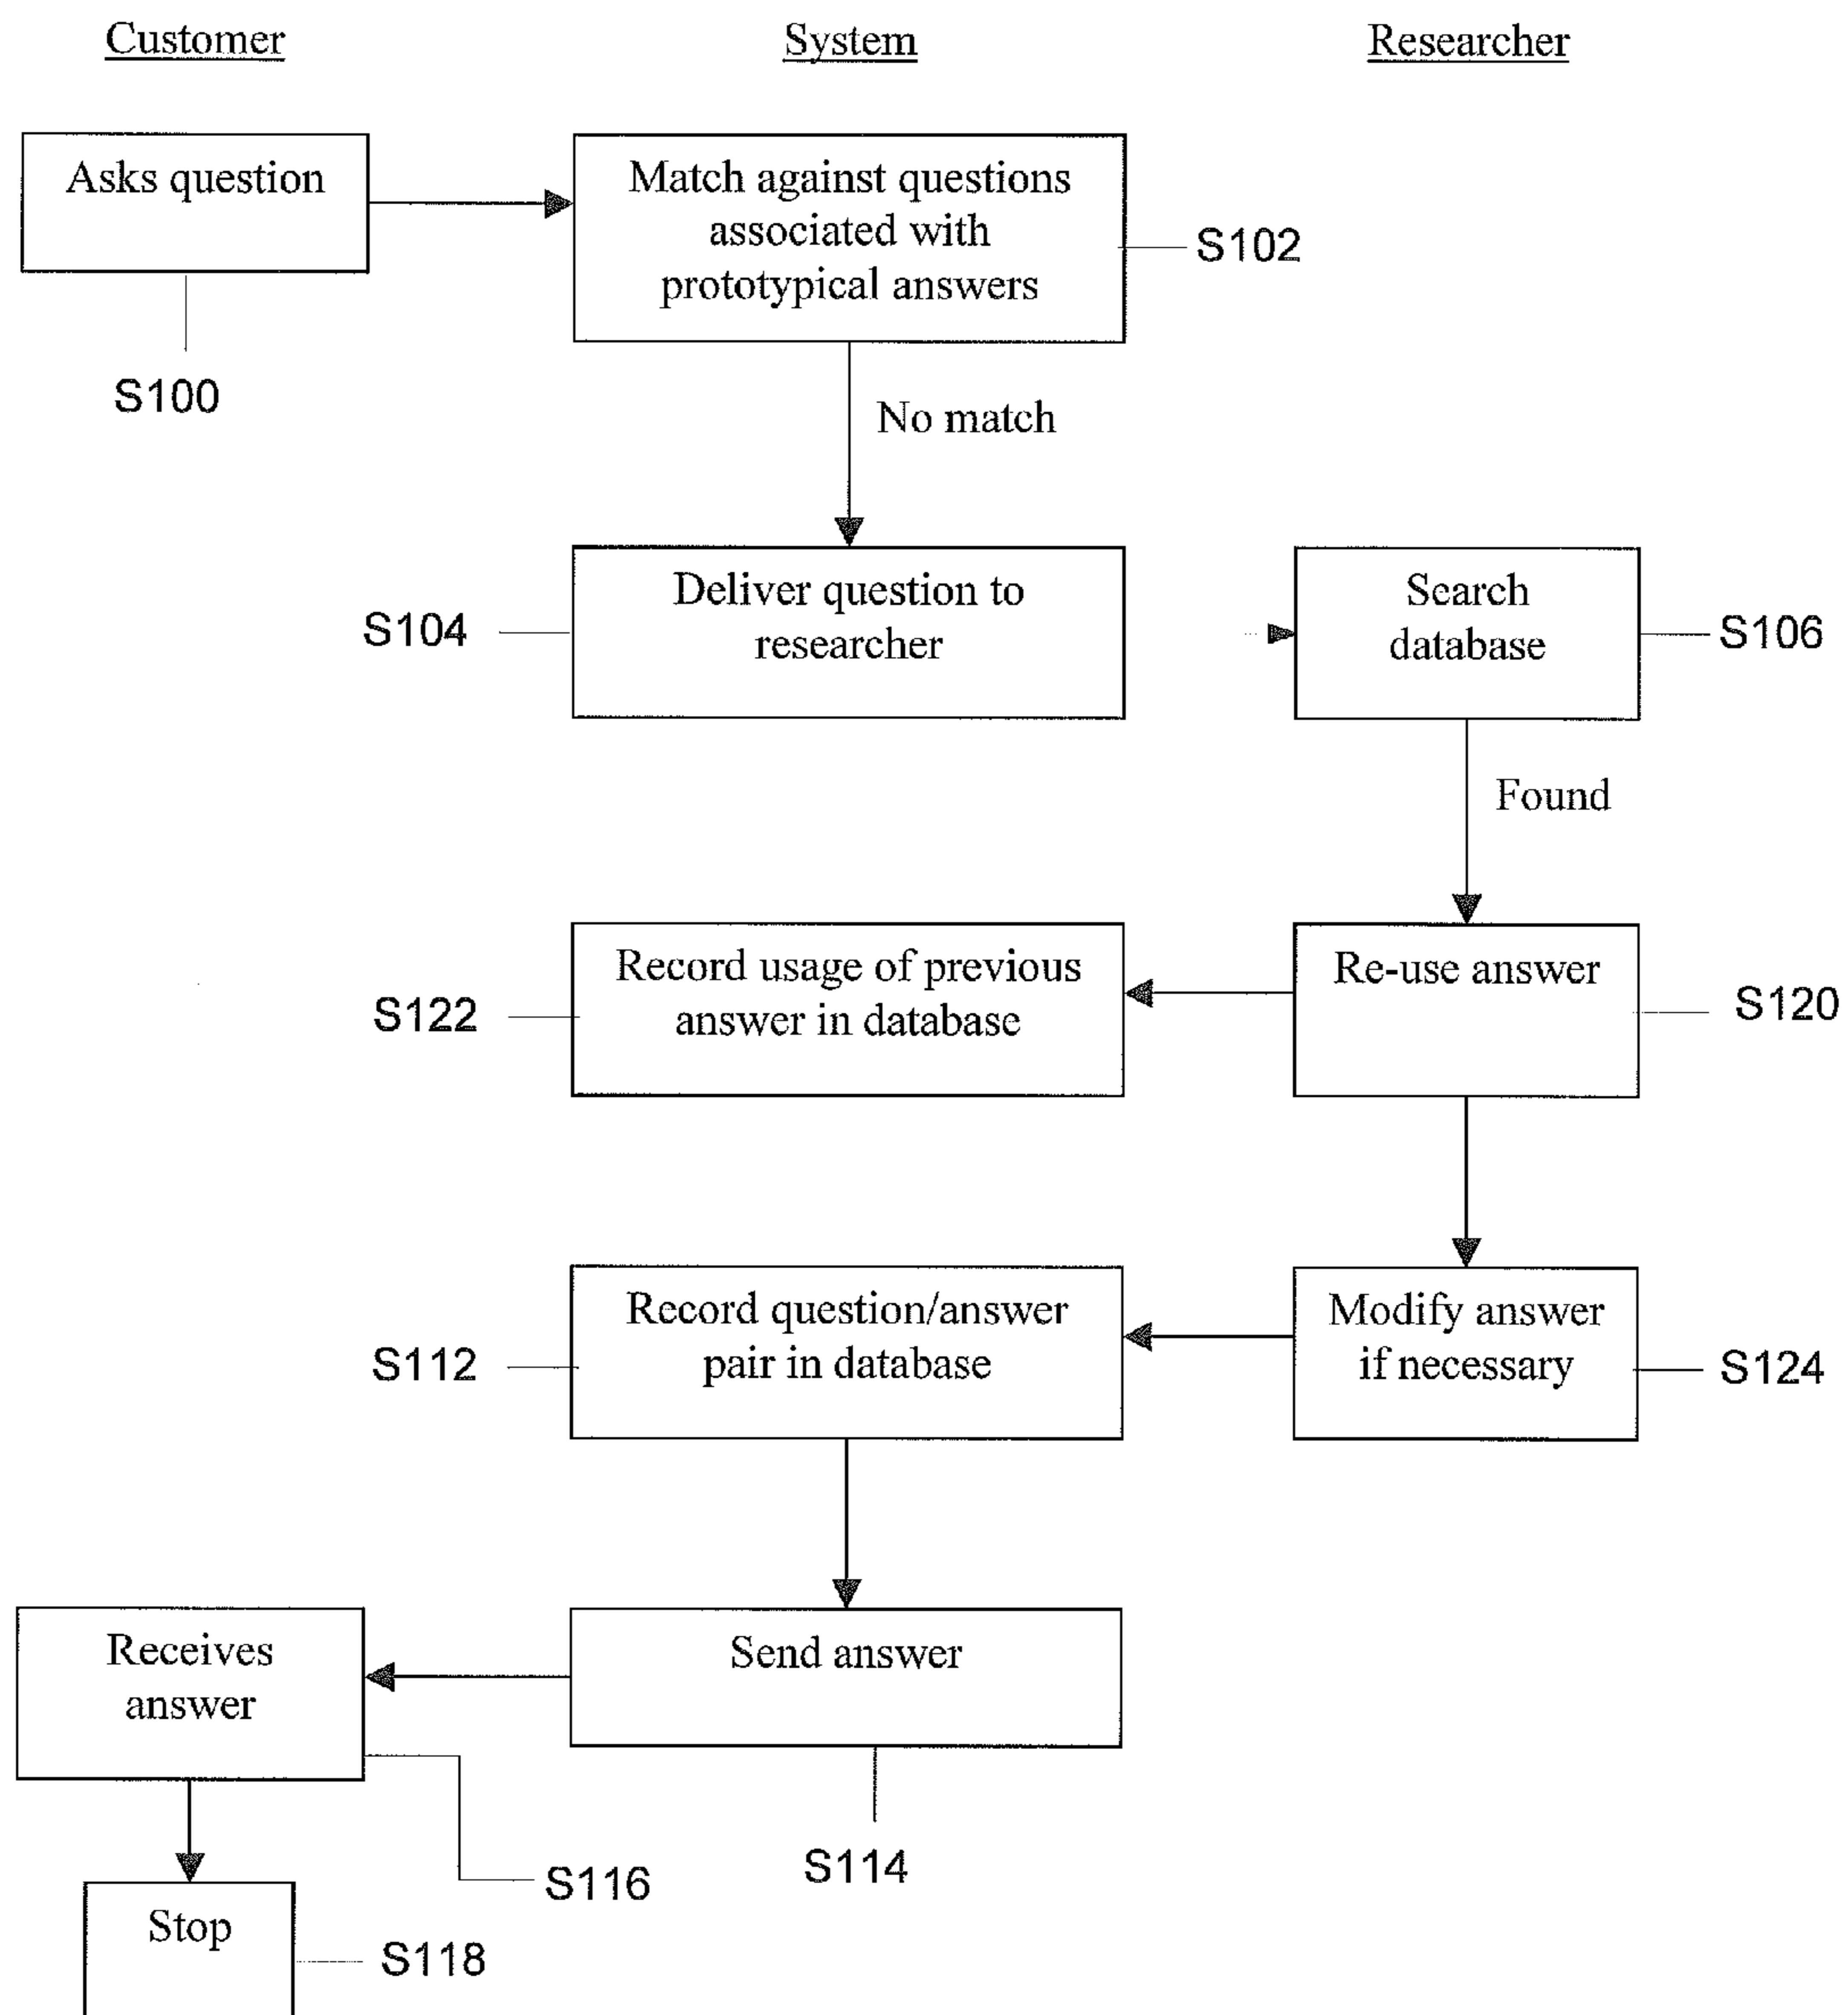 Customer
System
Researcher
Asks question
Match against questions
associated with
prototypical answers
S102
S100
No match
Deliver question to
researcher
S104
Search
database
S106
Found
Record usage of previous
answer in database
S122
Re-use answer
S120
Record question/answer
pair in database
S112
Modify answer
if necessary
S124
Receives
answer
Send answer
S114
S116
Stop
S118